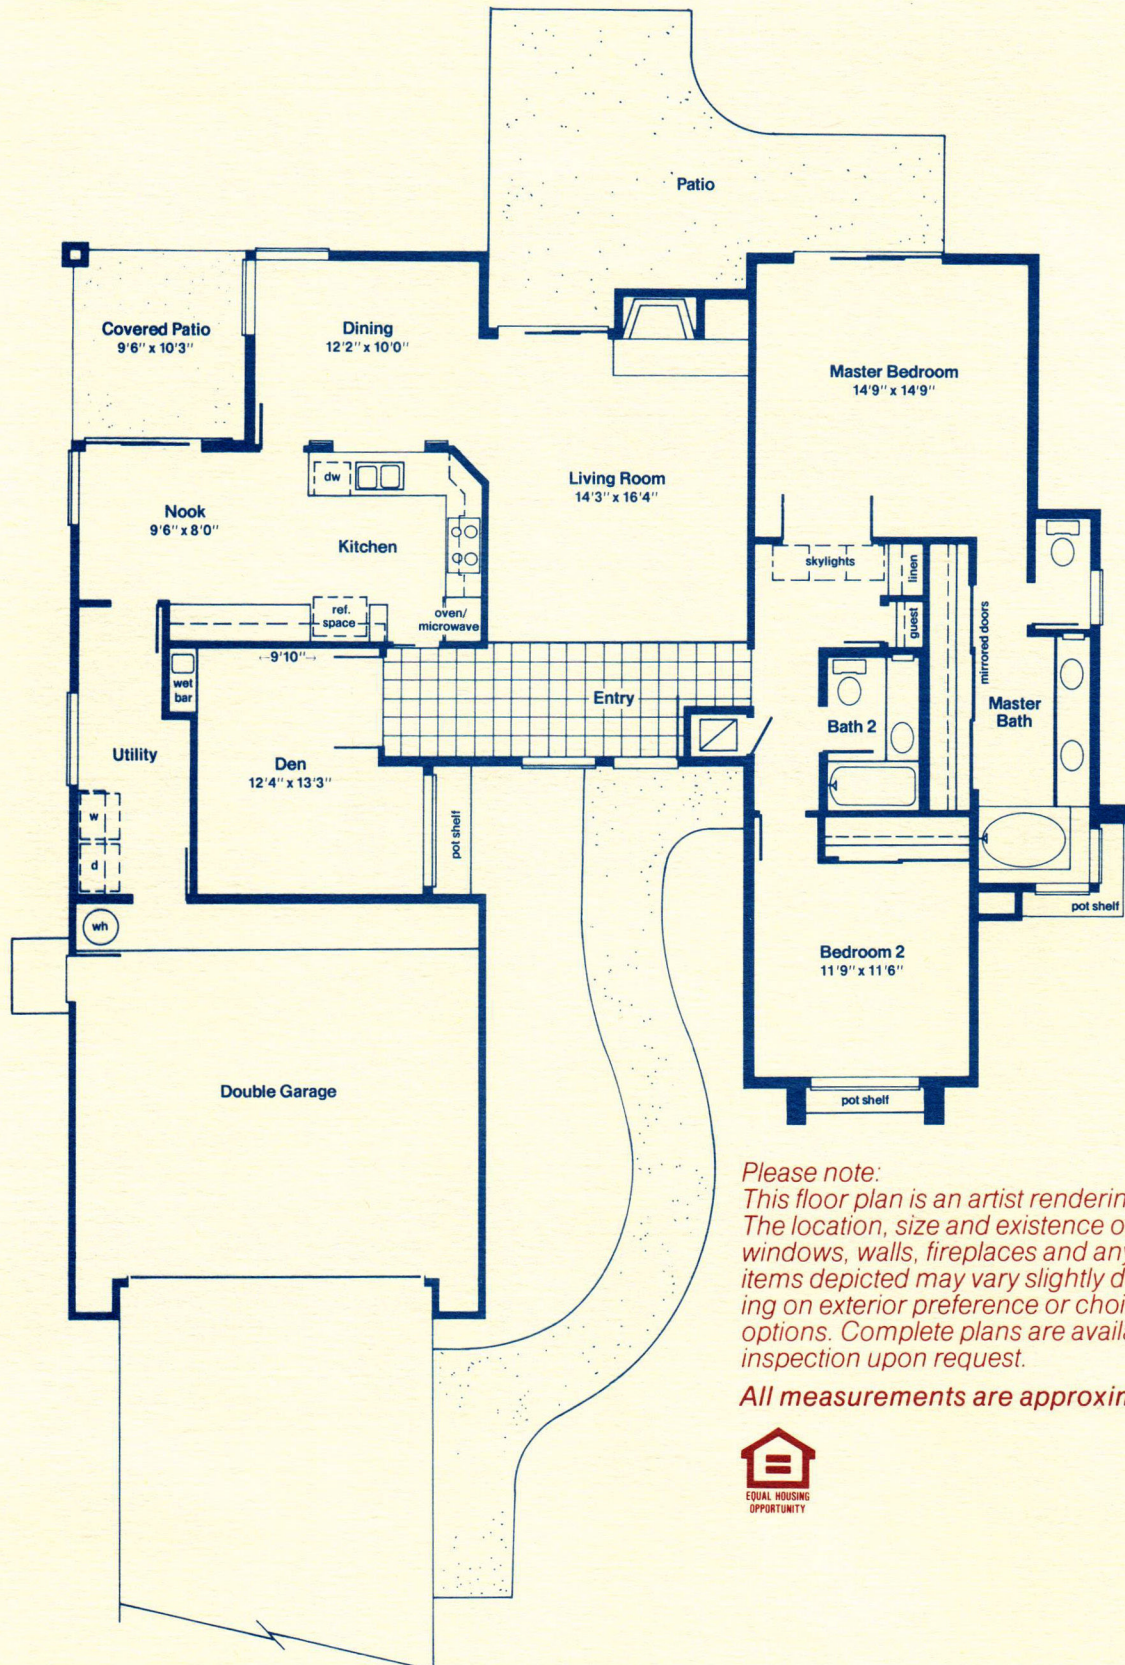 Patio
Covered Patio
9'6" x 10'3"
Dining
12'2" x 10'0"
Master Bedroom
14'9" x 14'9"
Living Room
14'3" x 16'4"
dw
Nook
9'6" x 8'0"
Kitchen
skylights
linen
ref.
space
oven/
microwave
guest
mirrored doors
9'10"
wet
bar
Entry
Master
Bath
Bath 2
Utility
Den
12'4" x 13'3"
w
d
pot shelf
pot shelf
wh
Bedroom 2
11'9" x 11'6"
Double Garage
pot shelf
Please note:
This floor plan is an artist renderin
The location, size and existence o
windows, walls, fireplaces and any
items depicted may vary slightly d
ing on exterior preference or choi
options. Complete plans are availa
inspection upon request.
All measurements are approxin
EQUAL HOUSING
OPPORTUNITY